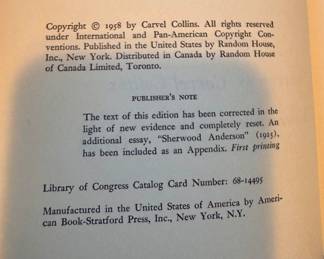 Copyright © 1958 by Carvel Collins. All rights reserved
under International and Pan-American Copyright Con-
ventions. Published in the United States by Random House,
Inc., New York. Distributed in Canada by Random House
of Canada Limited, Toronto.
PUBLISHER'S NOTE
The text of this edition has been corrected in the
light of new evidence and completely reset. An
additional essay, "Sherwood Anderson" (1925),
has been included as an Appendix. First printing
Library of Congress Catalog Card Number: 68-14495
Manufactured in the United States of America by Ameri-
can Book-Stratford Press, Inc., New York, N.Y.